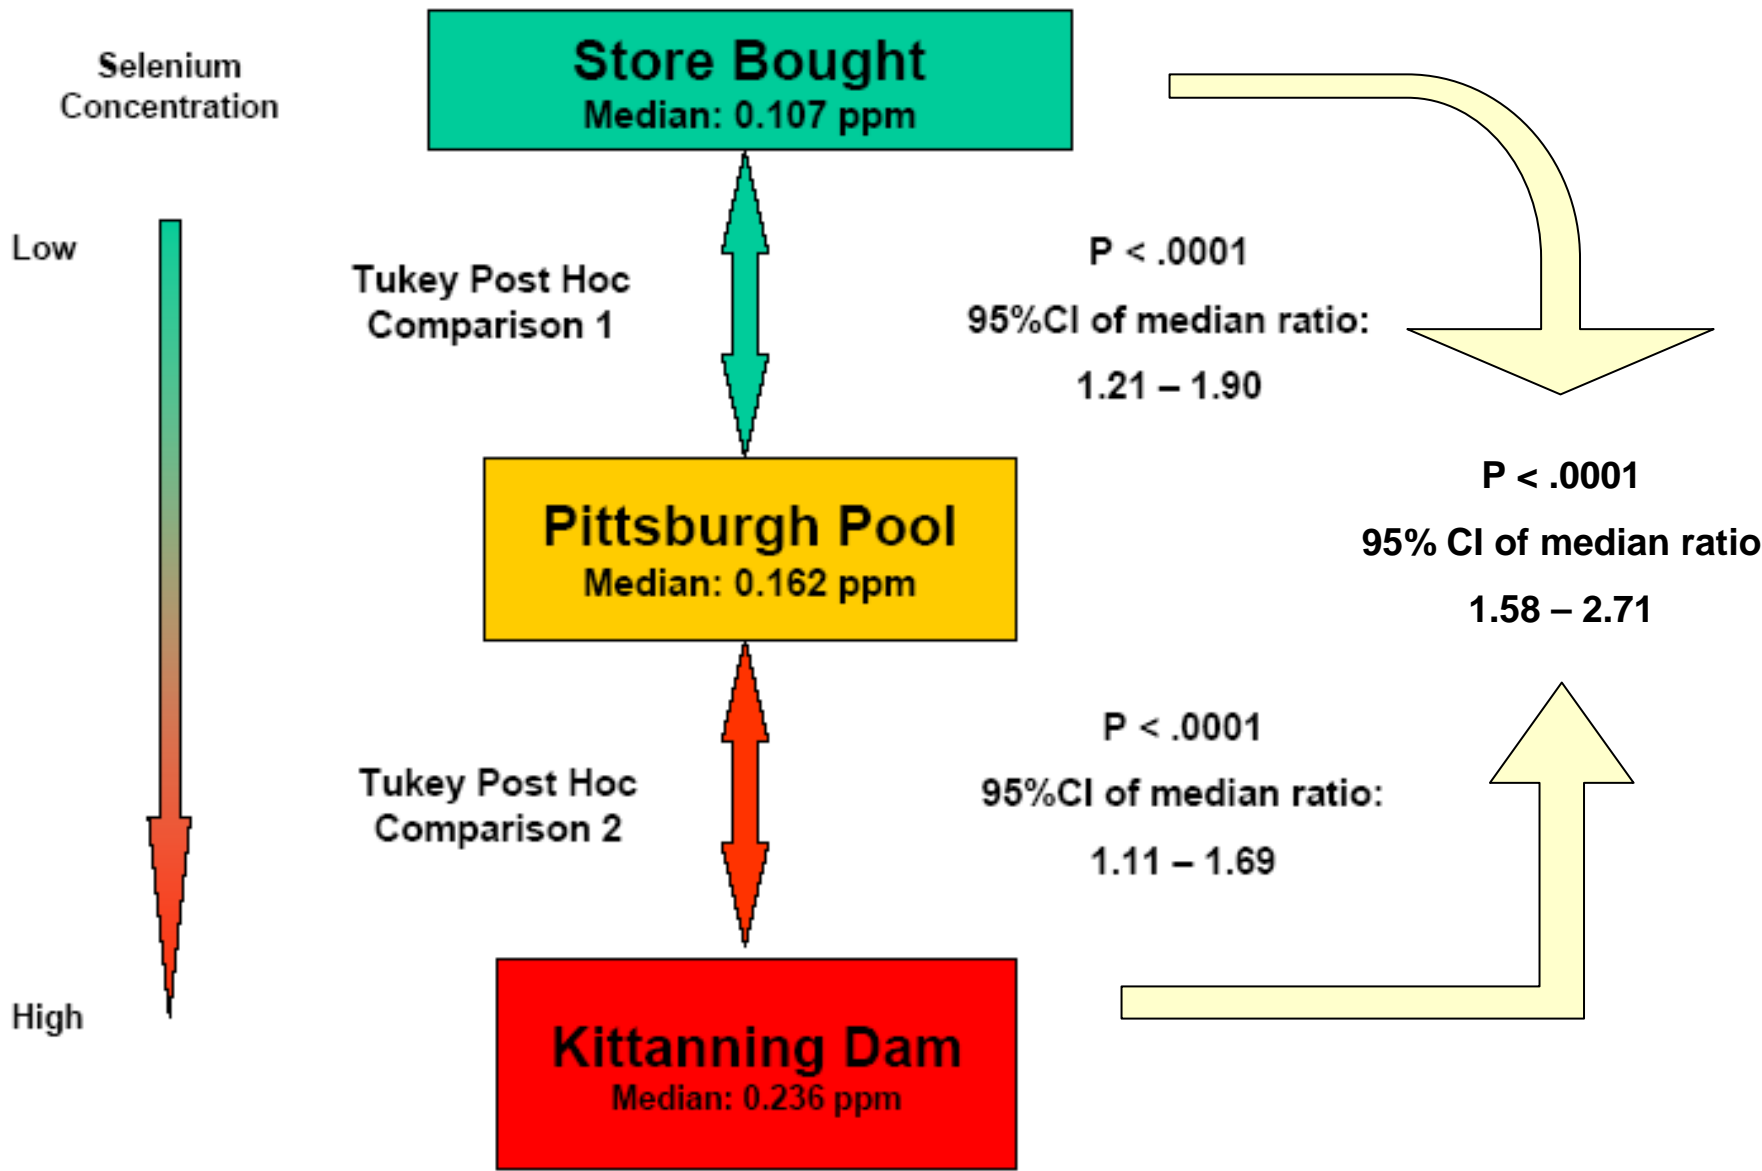 Selenium
Concentration
Store Bought
Median: 0.107 ppm
Low
Tukey Post Hoc
Comparison 1
P < .0001
95%CI of median ratio:
1.21 – 1.90
Pittsburgh Pool
Median: 0.162 ppm
P < .0001
95% CI of median ratio
1.58 – 2.71
Tukey Post Hoc
Comparison 2
P < .0001
95%CI of median ratio:
1.11 – 1.69
High
Kittanning Dam
Median: 0.236 ppm